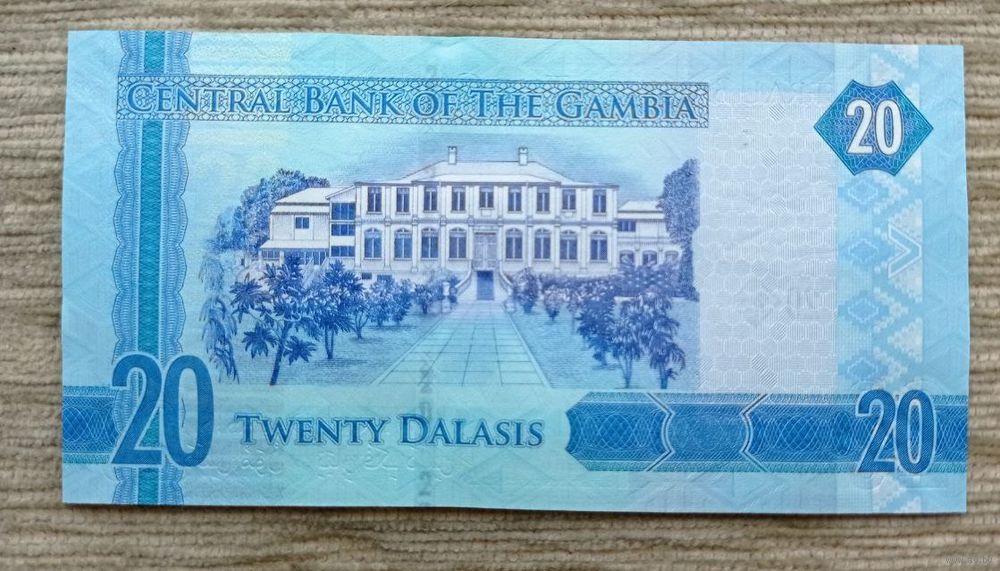 CENTRAL BANK OF THE GAMBIA
20
20
TWENTY DALASIS
20